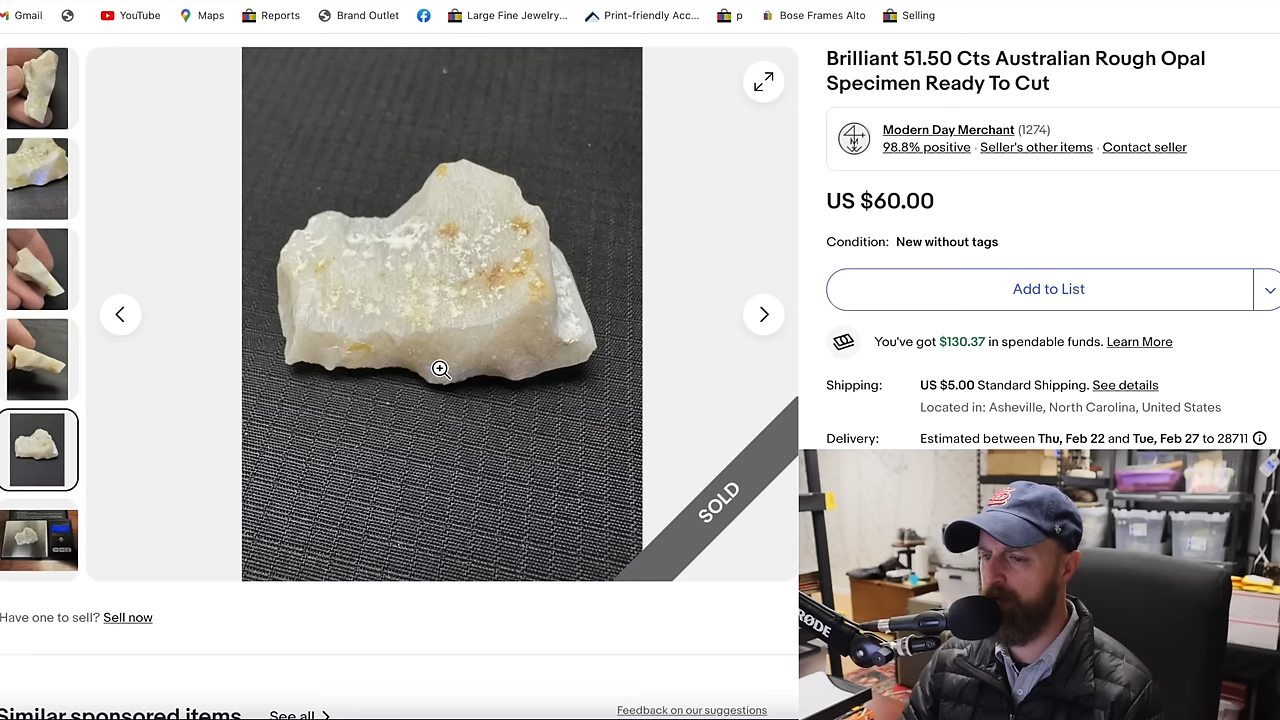 Gmail
YouTube
Maps
Reports
Brand Outlet
Large Fine Jewelry...
Print-friendly Acc...
p
Bose Frames Alto
Selling
Brilliant 51.50 Cts Australian Rough Opal
Specimen Ready To Cut
Modern Day Merchant (1274)
98.8% positive · Seller's other items · Contact seller
US $60.00
Condition: New without tags
Add to List
You've got $130.37 in spendable funds. Learn More
Shipping: US $5.00 Standard Shipping. See details
Located in: Asheville, North Carolina, United States
Delivery: Estimated between Thu, Feb 22 and Tue, Feb 27 to 28711
SOLD
RØDE
Have one to sell? Sell now
Similar sponsored items See all
Feedback on our suggestions